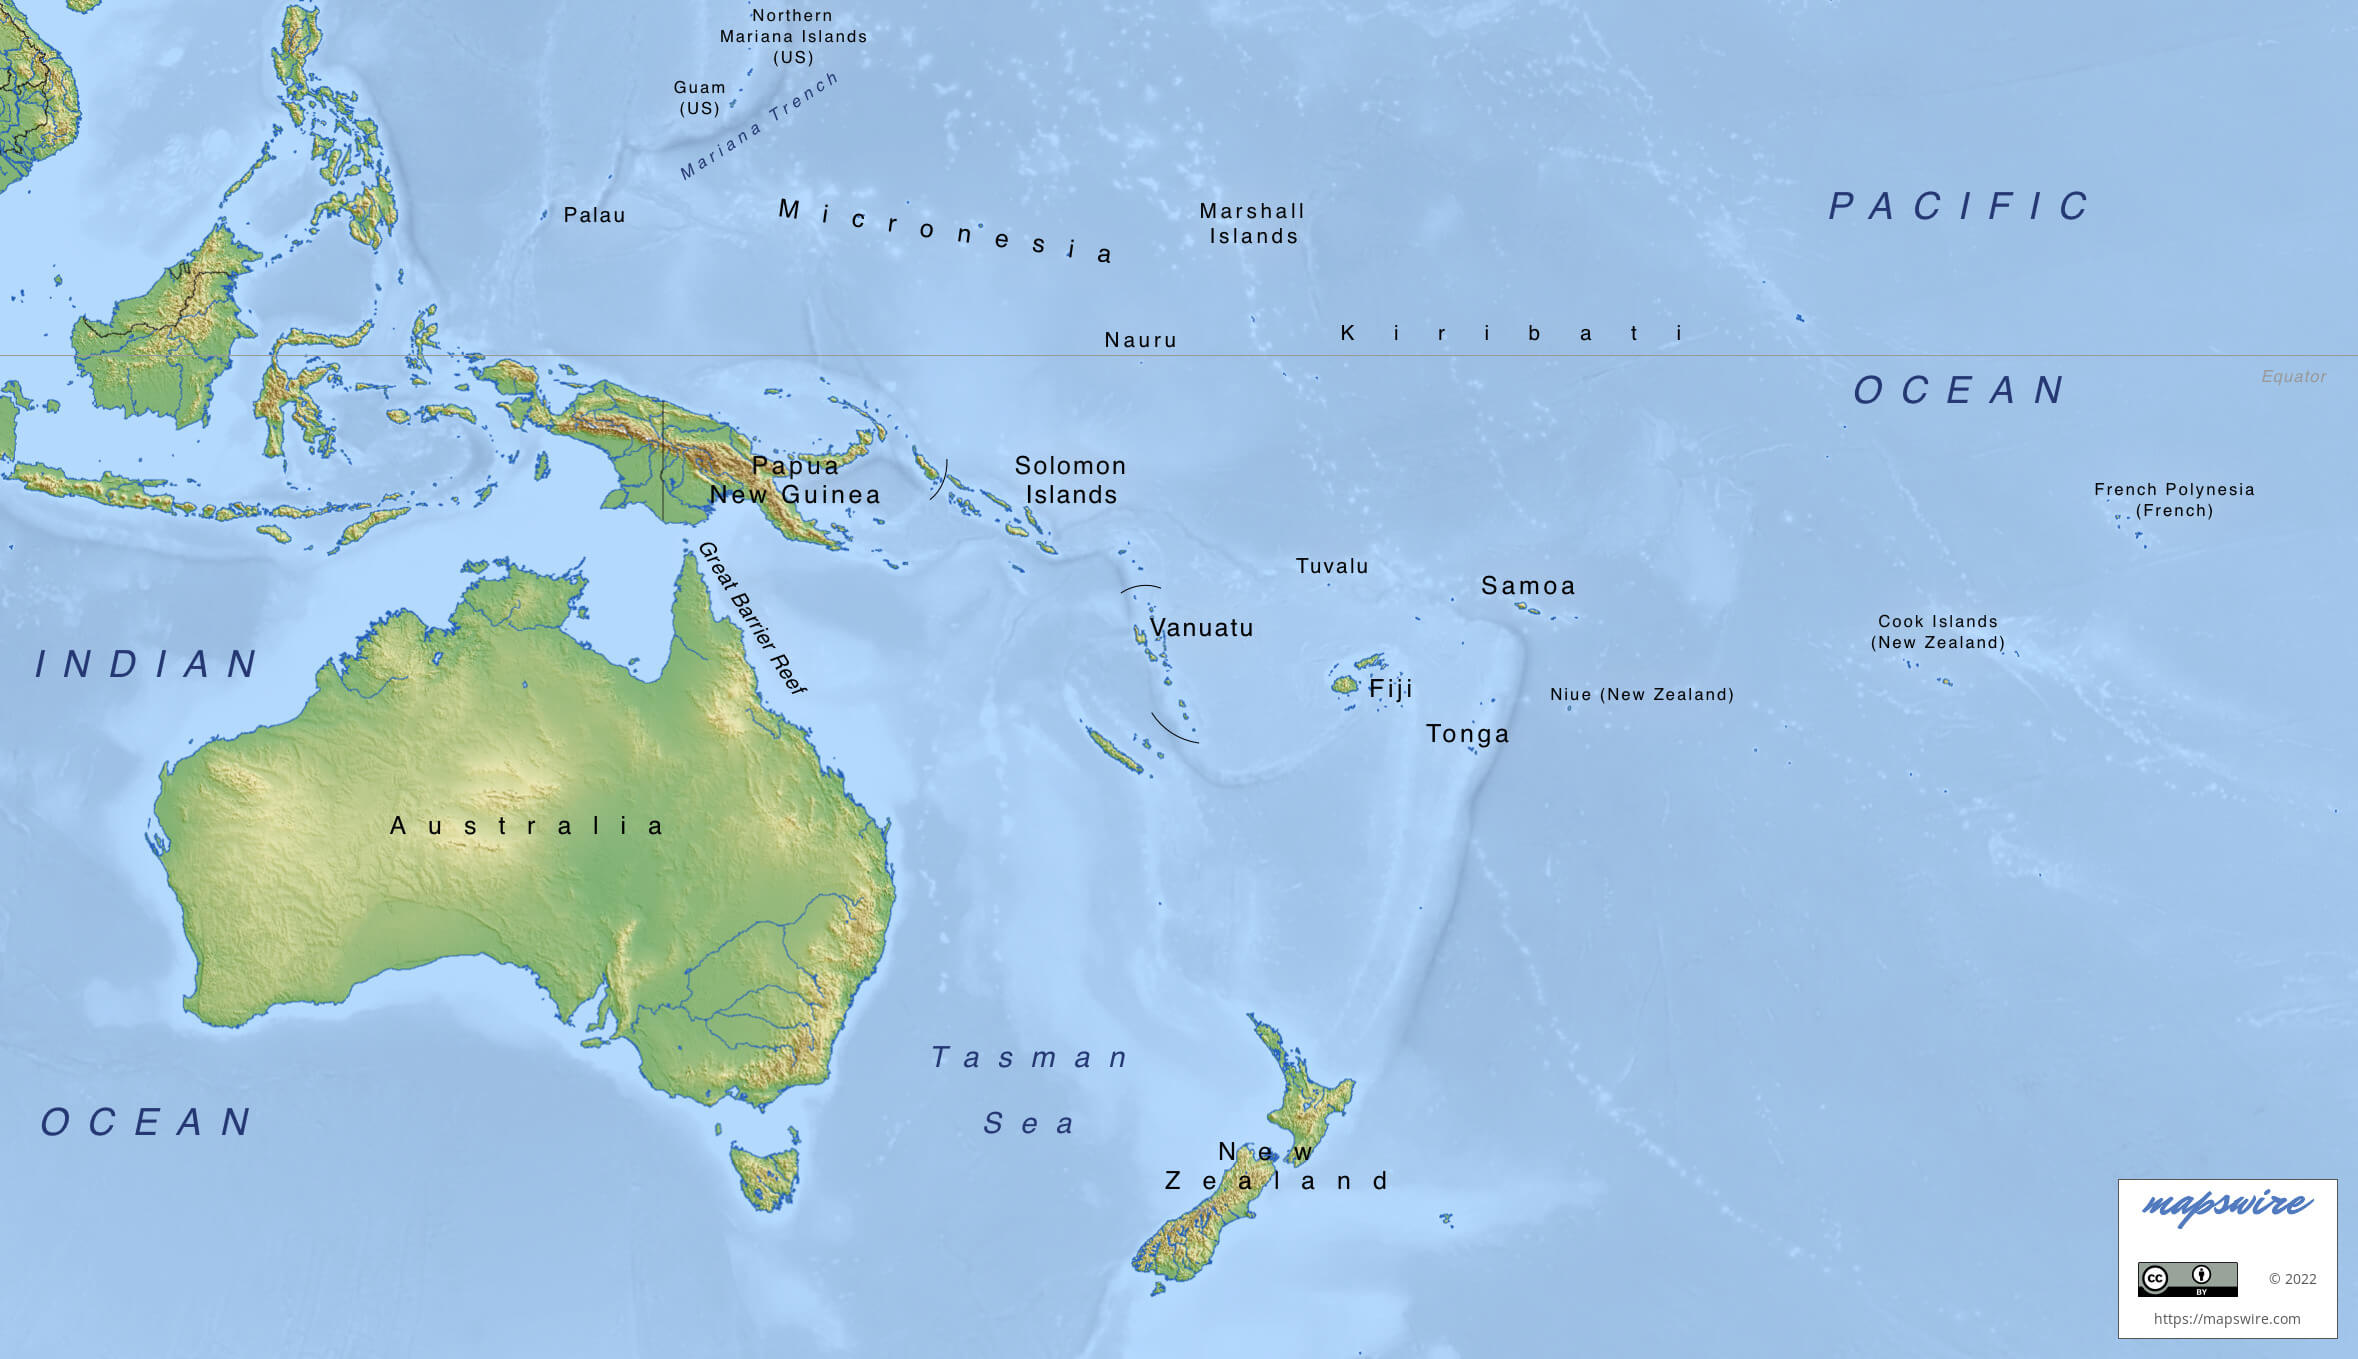 Northern
Mariana Islands
(US)
Guam
(US)
Mariana Trench
Palau
Micronesia
Marshall
Islands
PACIFIC
Nauru
Kiribati
OCEAN
Equator
Papua
New Guinea
Solomon
Islands
French Polynesia
(French)
Great Barrier Reef
Tuvalu
Samoa
Vanuatu
Cook Islands
(New Zealand)
INDIAN
Fiji
Niue (New Zealand)
Tonga
Australia
Tasman
Sea
OCEAN
New
Zealand
mapswire
cc
BY
© 2022
https://mapswire.com